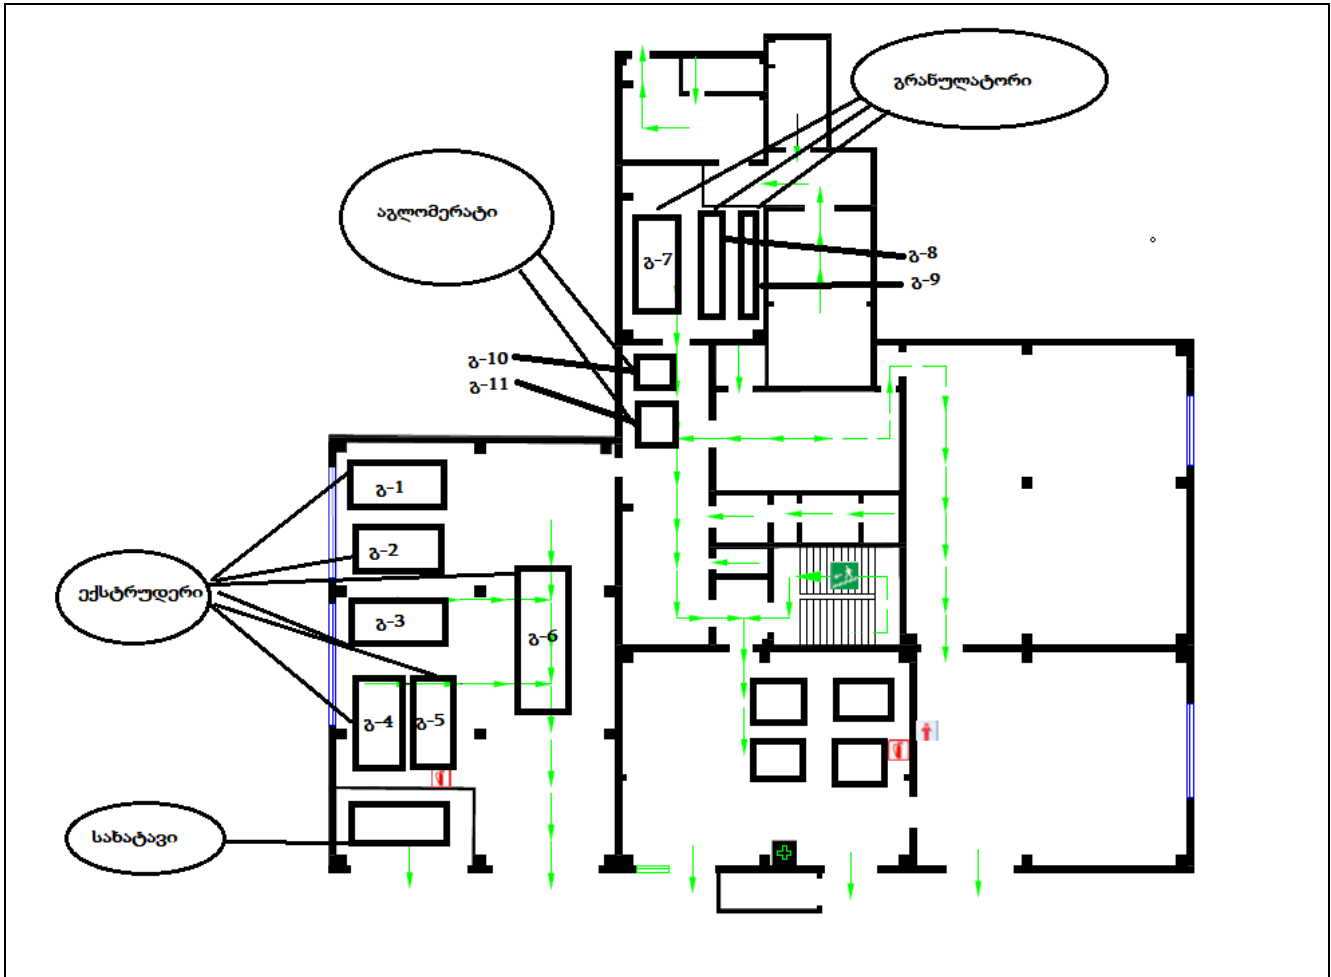 გრანულატორი
აგლომერატი
გ-7
გ-8
გ-9
გ-10
გ-11
გ-1
გ-2
ექსტრუდერი
გ-3
გ-6
გ-4
გ-5
სახატავი